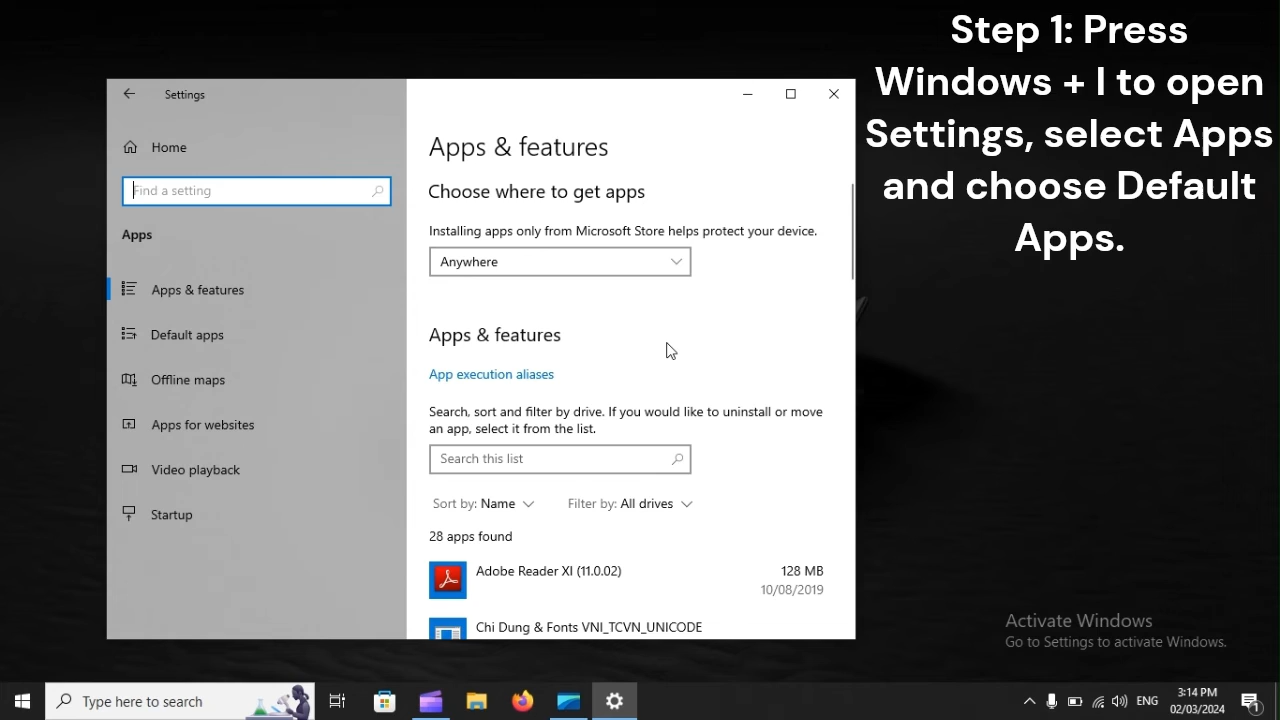 Step 1: Press
Windows + I to open
Settings, select Apps
and choose Default
Apps.
Settings
Home
Find a setting
Apps
Apps & features
Default apps
Offline maps
Apps for websites
Video playback
Startup
Apps & features
Choose where to get apps
Installing apps only from Microsoft Store helps protect your device.
Anywhere
Apps & features
App execution aliases
Search, sort and filter by drive. If you would like to uninstall or move
an app, select it from the list.
Search this list
Sort by: Name Filter by: All drives
28 apps found
Adobe Reader XI (11.0.02) 128 MB
10/08/2019
Chi Dung & Fonts VNI_TCVN_UNICODE
Activate Windows
Go to Settings to activate Windows.
Type here to search
ENG
3:14 PM
02/03/2024
1